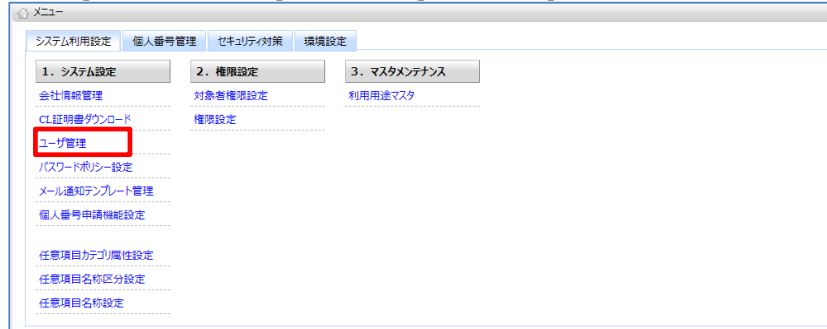 メニュー
システム利用設定 個人番号管理 セキュリティ対策 環境設定
1. システム設定 2. 権限設定 3. マスタメンテナンス
会社情報管理 対象者権限設定 利用用途マスタ
CL証明書ダウンロード 権限設定
ユーザ管理
パスワードポリシー設定
メール通知テンプレート管理
個人番号申請機能設定
任意項目カテゴリ属性設定
任意項目名称区分設定
任意項目名称設定